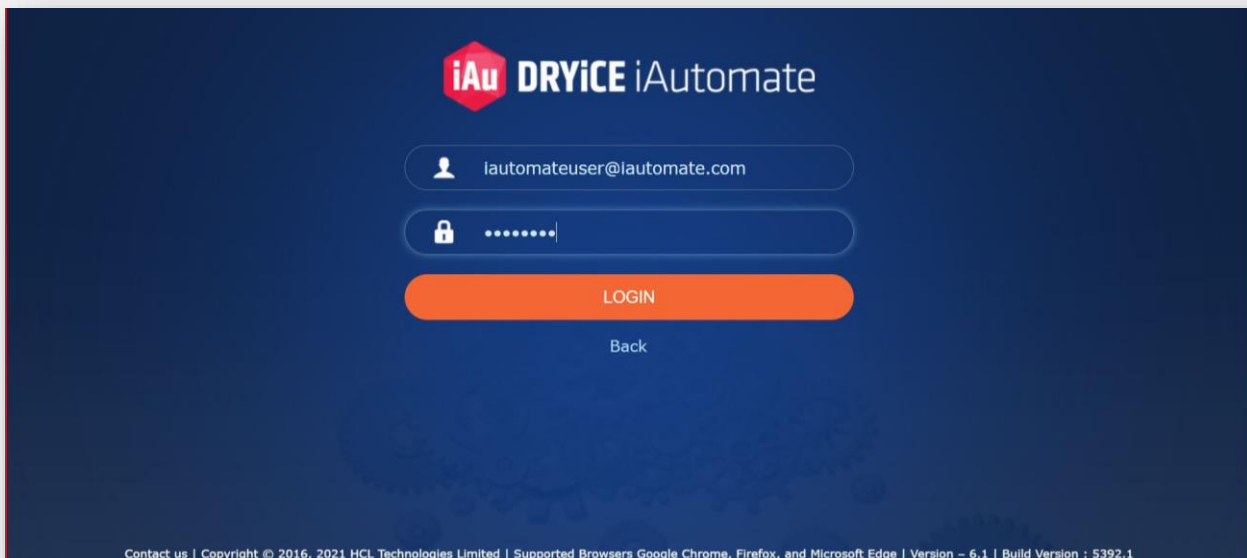 iAu DRYiCE iAutomate
iautomateuser@iautomate.com
••••••••
LOGIN
Back
Contact us | Copyright © 2016, 2021 HCL Technologies Limited | Supported Browsers Google Chrome, Firefox, and Microsoft Edge | Version – 6.1 | Build Version : 5392.1